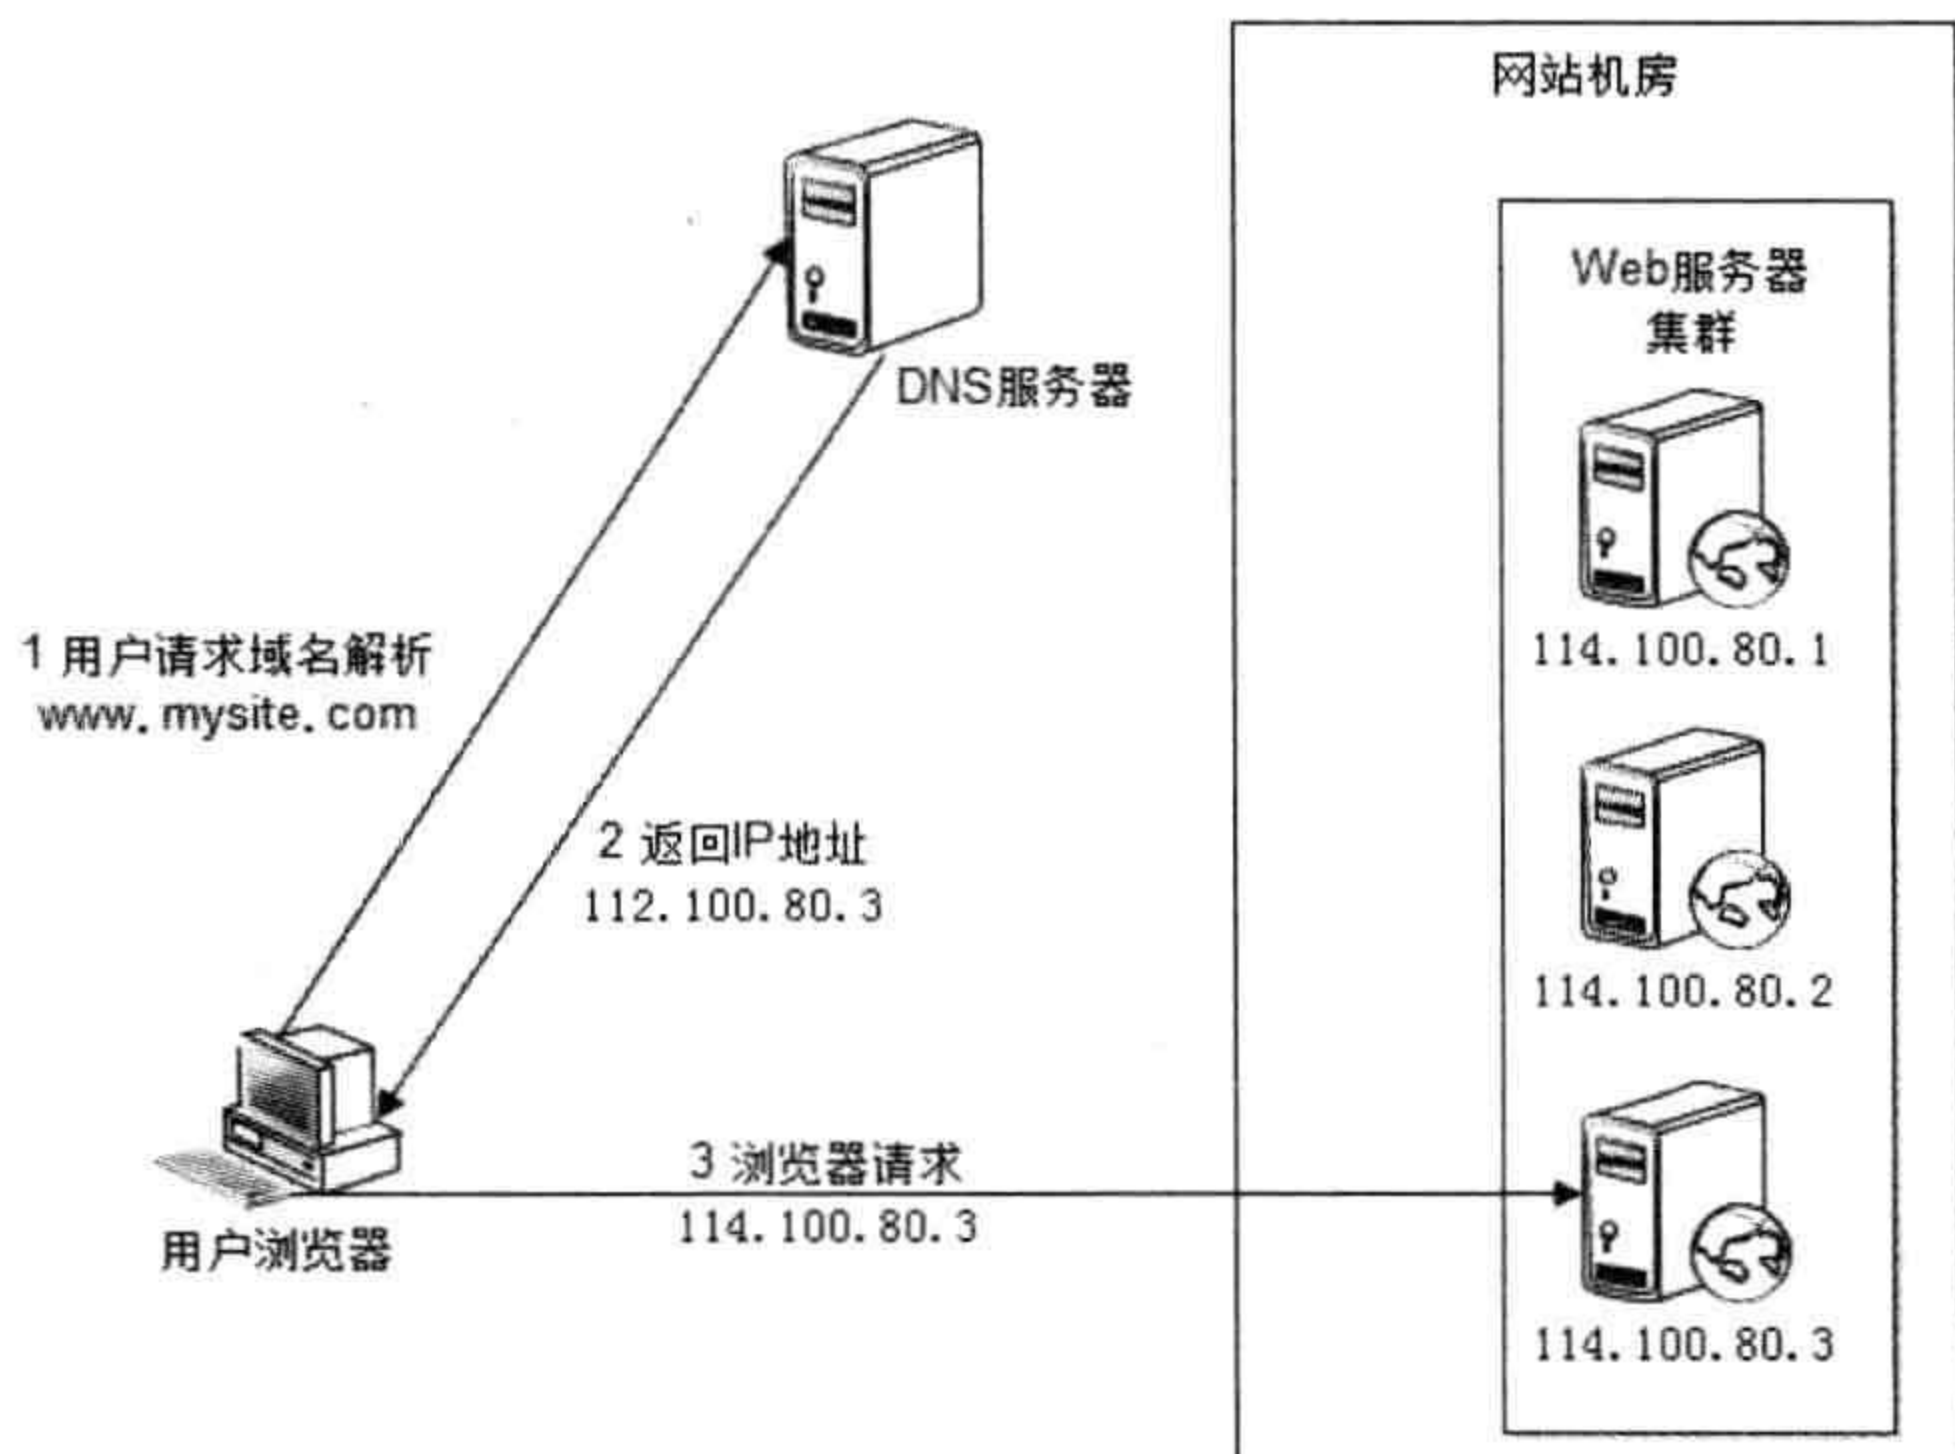 网站机房
Web服务器
集群
DNS服务器
114.100.80.1
1 用户请求域名解析
www.mysite.com
2 返回IP地址
112.100.80.3
114.100.80.2
3 浏览器请求
114.100.80.3
用户浏览器
114.100.80.3